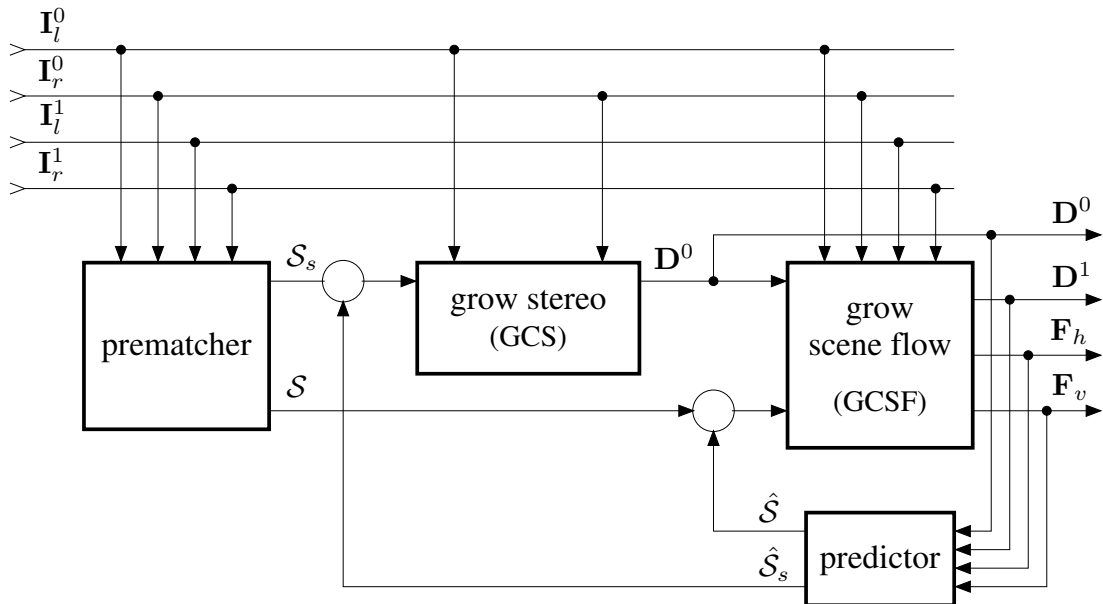 I_l^0
I_r^0
I_l^1
I_r^1
D^0
D^1
F_h
F_v
S_s
D^0
prematcher
grow stereo
(GCS)
grow
scene flow
(GCSF)
S
Ŝ
Ŝ_s
predictor